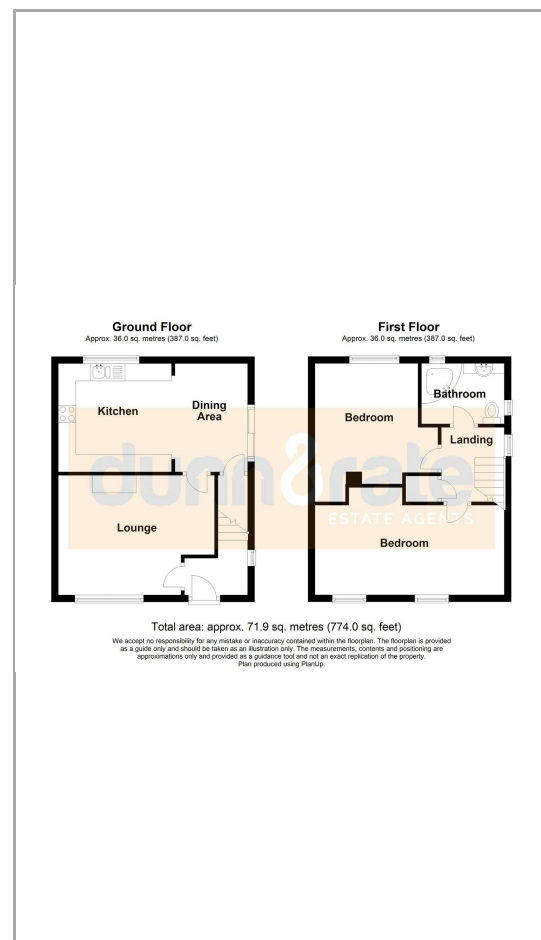 Ground Floor
Approx. 36.0 sq. metres (387.0 sq. feet)
Kitchen
Dining
Area
Lounge
First Floor
Approx. 36.0 sq. metres (387.0 sq. feet)
Bathroom
Bedroom
Landing
Bedroom
dunn&rate
ESTATE AGENTS
Total area: approx. 71.9 sq. metres (774.0 sq. feet)
We accept no responsibility for any mistake or inaccuracy contained within the floorplan. The floorplan is provided
as a guide only and should be taken as an illustration only. The measurements, contents and positioning are
approximations only and provided as a guidance tool and not an exact replication of the property.
Plan produced using PlanUp.